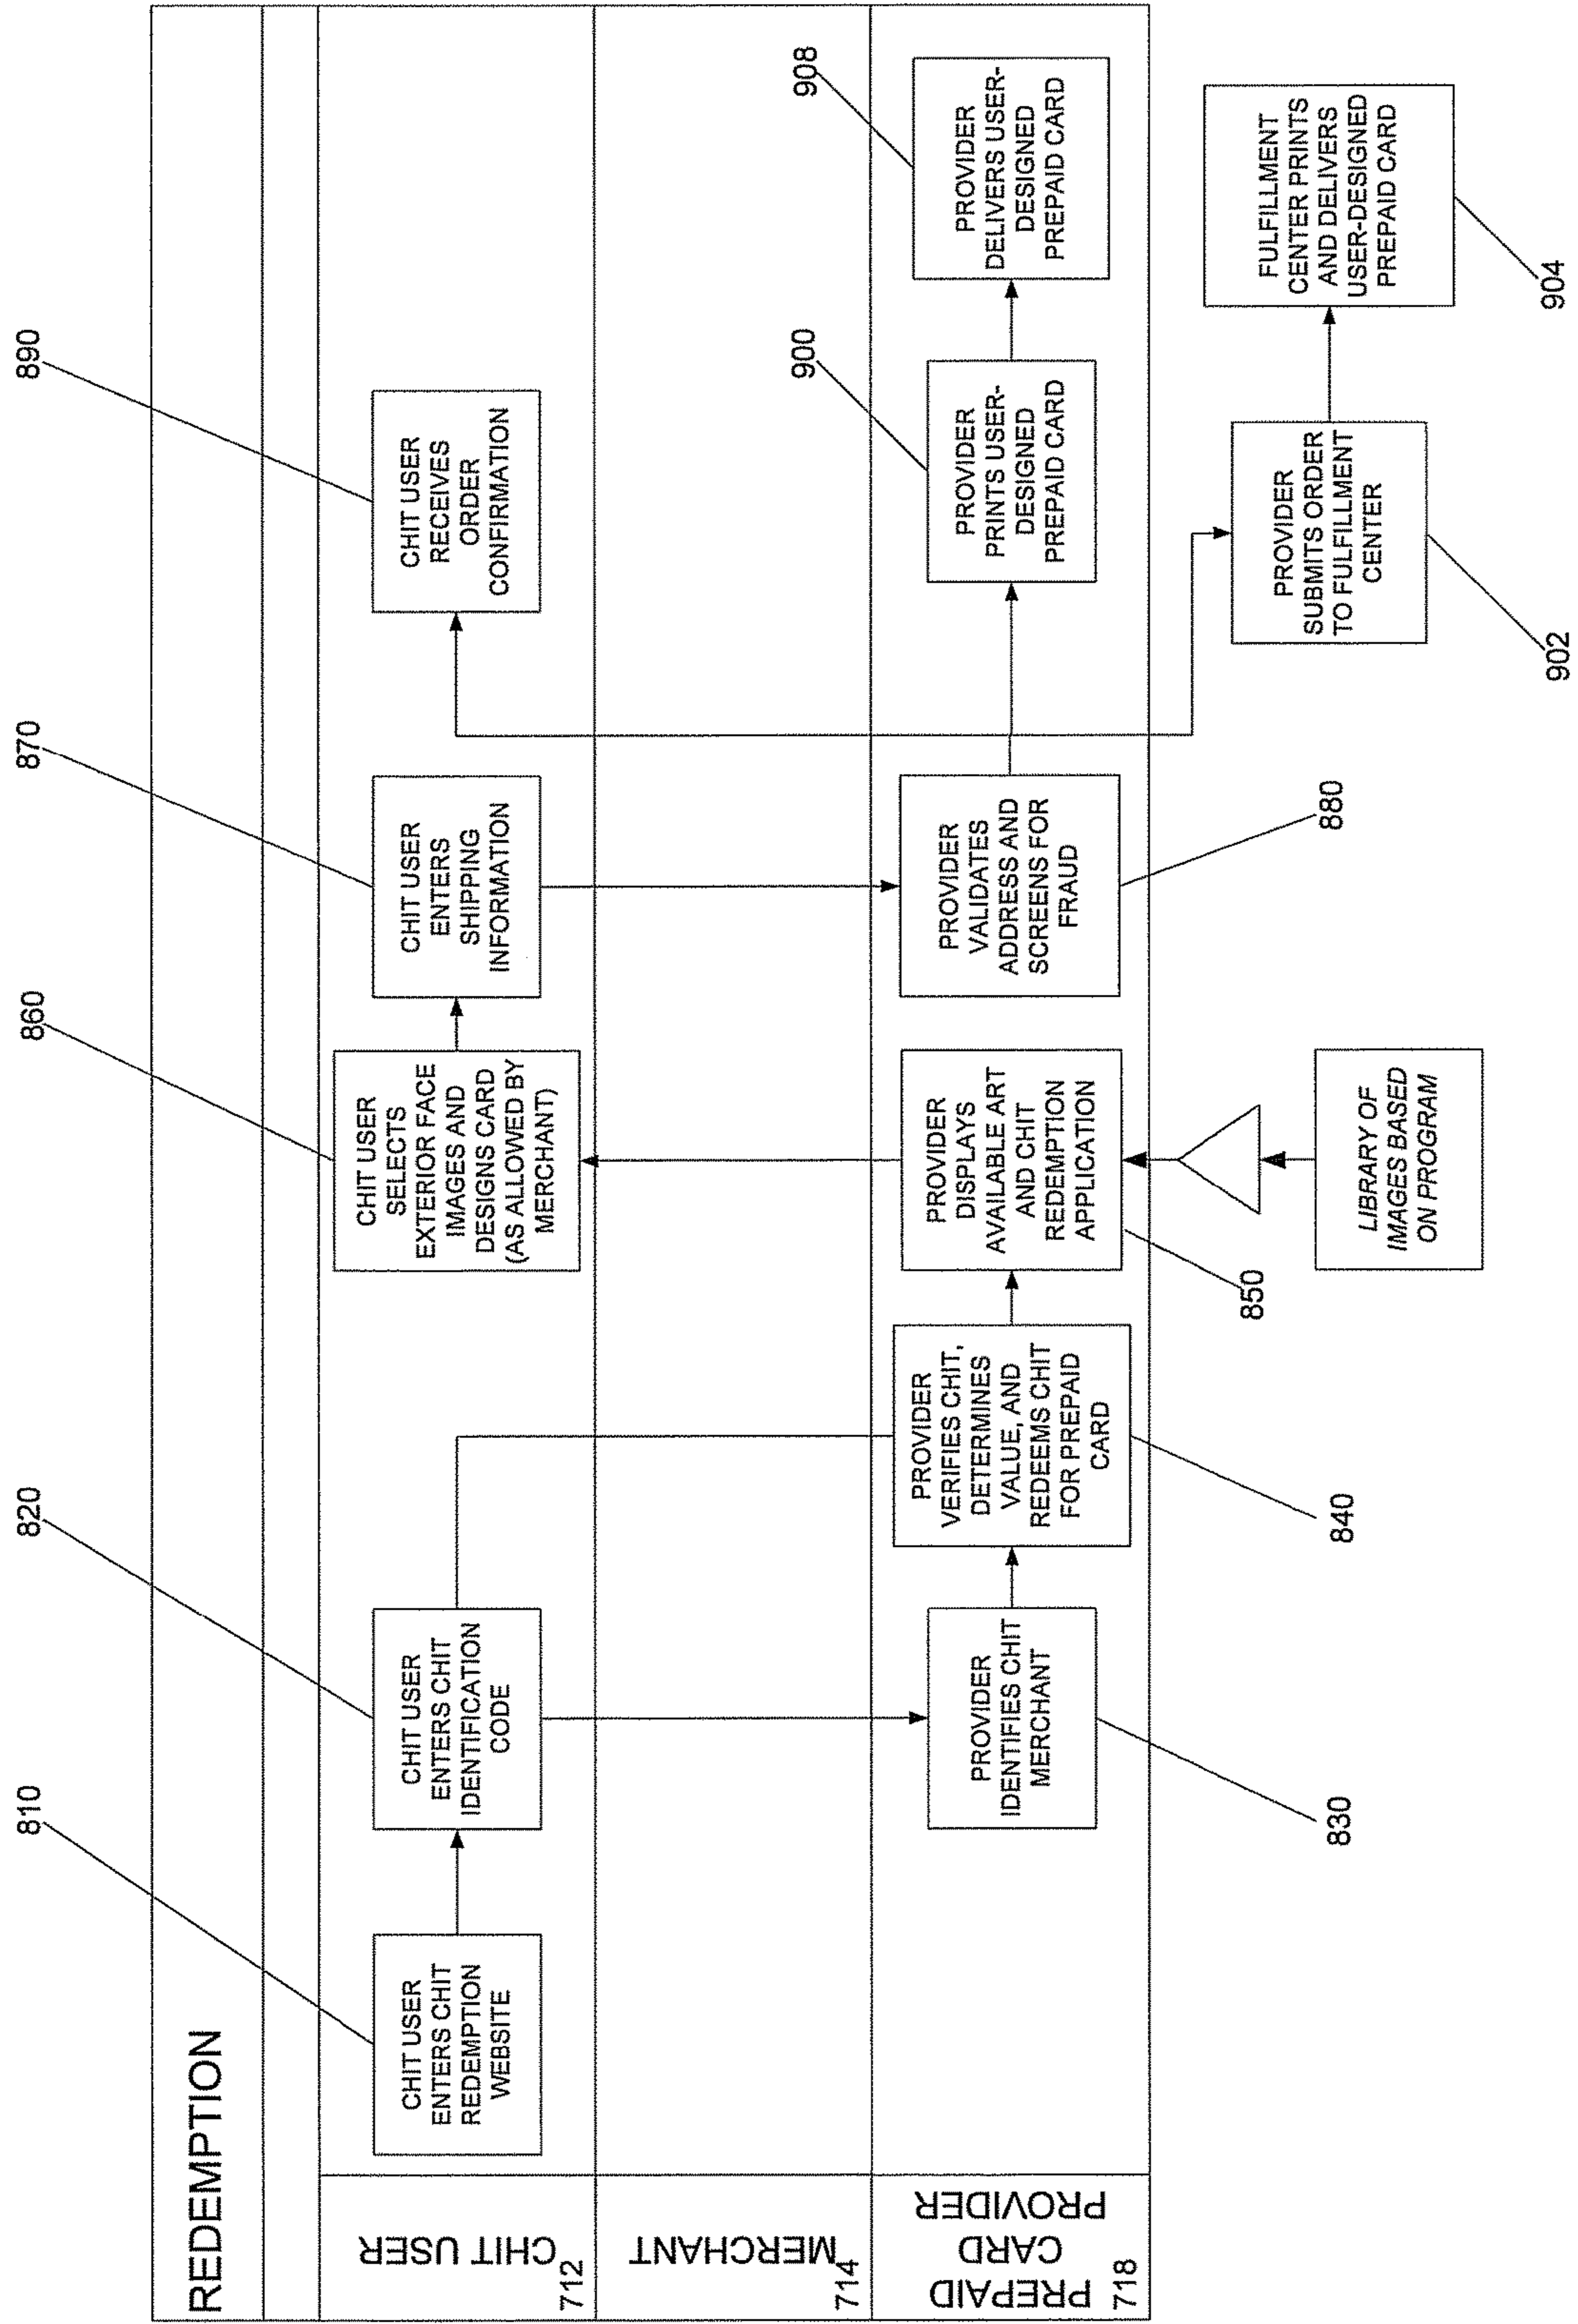 REDEMPTION
CHIT USER
712
MERCHANT
714
PREPAID
CARD
PROVIDER
718
810
CHIT USER
ENTERS CHIT
REDEMPTION
WEBSITE
820
CHIT USER
ENTERS CHIT
IDENTIFICATION
CODE
PROVIDER
IDENTIFIES CHIT
MERCHANT
830
PROVIDER
VERIFIES CHIT,
DETERMINES
VALUE, AND
REDEEMS CHIT
FOR PREPAID
CARD
840
PROVIDER
DISPLAYS
AVAILABLE ART
AND CHIT
REDEMPTION
APPLICATION
850
LIBRARY OF
IMAGES BASED
ON PROGRAM
860
CHIT USER
SELECTS
EXTERIOR FACE
IMAGES AND
DESIGNS CARD
(AS ALLOWED BY
MERCHANT)
870
CHIT USER
ENTERS
SHIPPING
INFORMATION
PROVIDER
VALIDATES
ADDRESS AND
SCREENS FOR
FRAUD
880
890
CHIT USER
RECEIVES
ORDER
CONFIRMATION
900
PROVIDER
PRINTS USER-
DESIGNED
PREPAID CARD
908
PROVIDER
DELIVERS USER-
DESIGNED
PREPAID CARD
PROVIDER
SUBMITS ORDER
TO FULFILLMENT
CENTER
902
FULFILLMENT
CENTER PRINTS
AND DELIVERS
USER-DESIGNED
PREPAID CARD
904